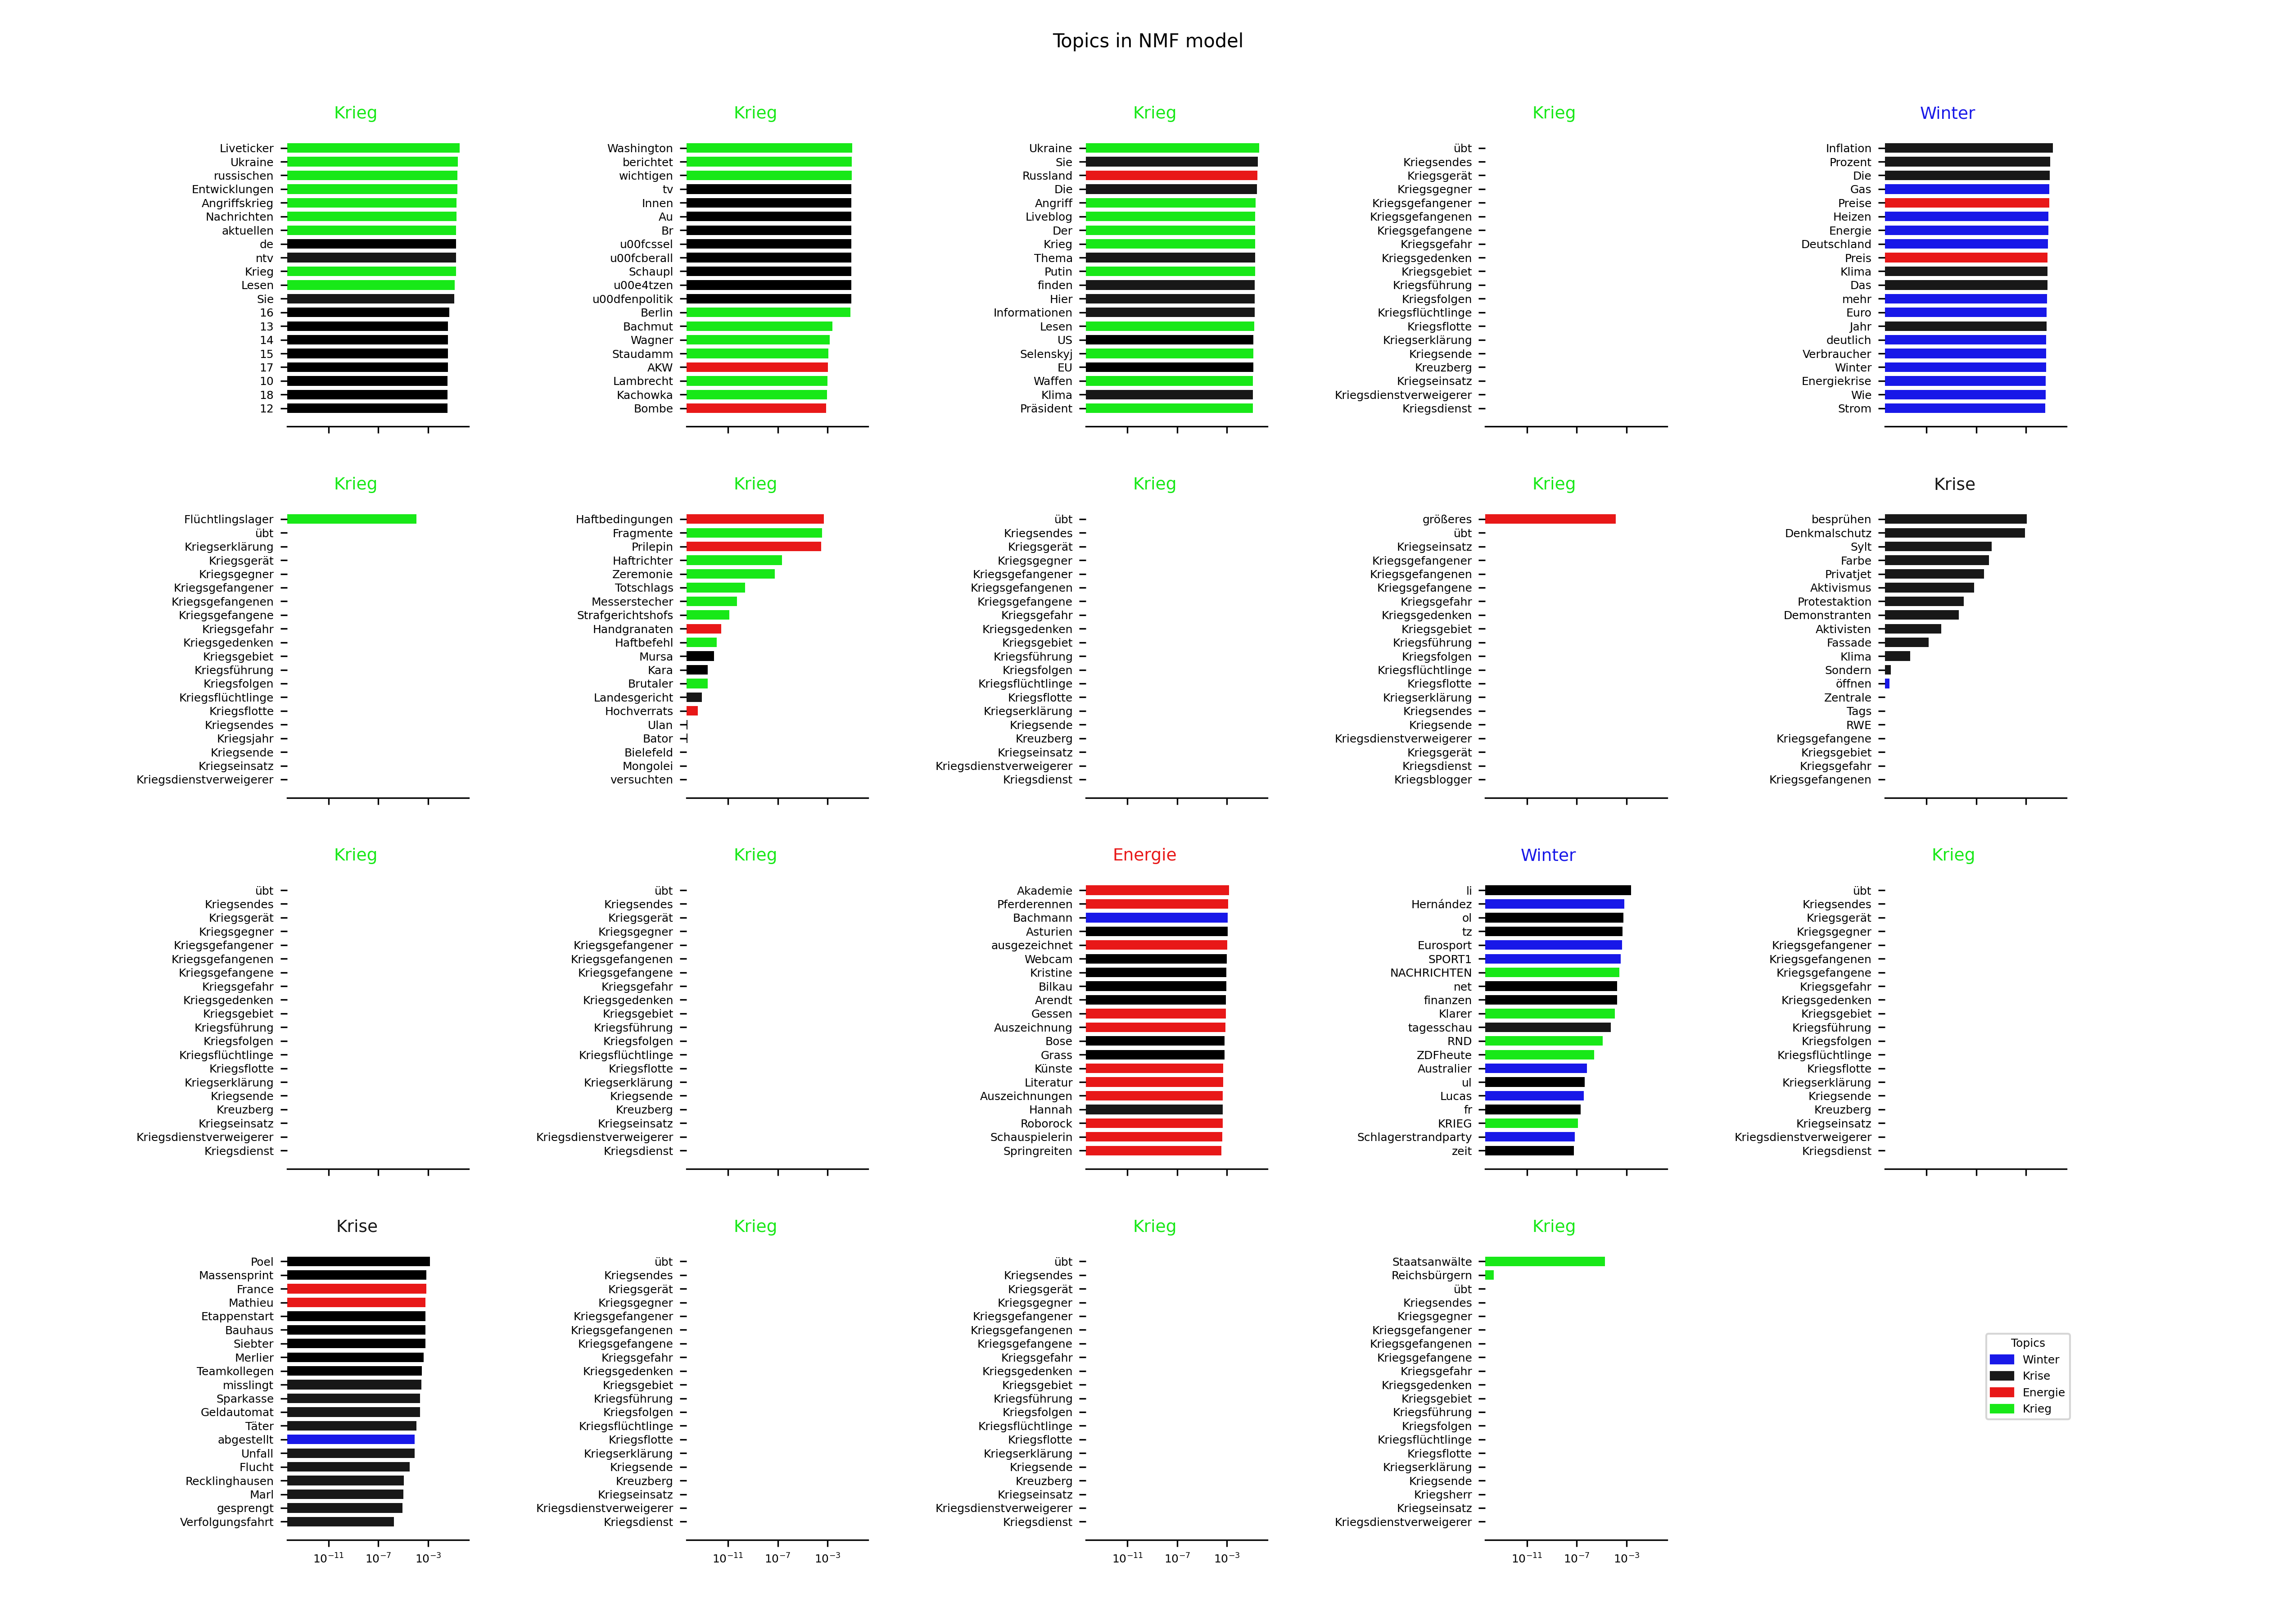 Topics in NMF model
Krieg
Liveticker
Ukraine
russischen
Entwicklungen
Angriffskrieg
Nachrichten
aktuellen
de
ntv
Krieg
Lesen
Sie
16
13
14
15
17
10
18
12
Krieg
Washington
berichtet
wichtigen
tv
Innen
Au
Br
u00fcssel
u00fcberall
Schaupl
u00e4tzen
u00dfenpolitik
Berlin
Bachmut
Wagner
Staudamm
AKW
Lambrecht
Kachowka
Bombe
Krieg
Ukraine
Sie
Russland
Die
Angriff
Liveblog
Der
Krieg
Thema
Putin
finden
Hier
Informationen
Lesen
US
Selenskyj
EU
Waffen
Klima
Präsident
Krieg
übt
Kriegsendes
Kriegsgerät
Kriegsgegner
Kriegsgefangener
Kriegsgefangenen
Kriegsgefangene
Kriegsgefahr
Kriegsgedenken
Kriegsgebiet
Kriegsführung
Kriegsfolgen
Kriegsflüchtlinge
Kriegsflotte
Kriegserklärung
Kriegsende
Kreuzberg
Kriegseinsatz
Kriegsdienstverweigerer
Kriegsdienst
Winter
Inflation
Prozent
Die
Gas
Preise
Heizen
Energie
Deutschland
Preis
Klima
Das
mehr
Euro
Jahr
deutlich
Verbraucher
Winter
Energiekrise
Wie
Strom
Krieg
Flüchtlingslager
übt
Kriegserklärung
Kriegsgerät
Kriegsgegner
Kriegsgefangener
Kriegsgefangenen
Kriegsgefangene
Kriegsgefahr
Kriegsgedenken
Kriegsgebiet
Kriegsführung
Kriegsfolgen
Kriegsflüchtlinge
Kriegsflotte
Kriegsendes
Kriegsjahr
Kriegsende
Kriegseinsatz
Kriegsdienstverweigerer
Krieg
Haftbedingungen
Fragmente
Prilepin
Haftrichter
Zeremonie
Totschlags
Messerstecher
Strafgerichtshofs
Handgranaten
Haftbefehl
Mursa
Kara
Brutaler
Landesgericht
Hochverrats
Ulan
Bator
Bielefeld
Mongolei
versuchten
Krieg
übt
Kriegsendes
Kriegsgerät
Kriegsgegner
Kriegsgefangener
Kriegsgefangenen
Kriegsgefangene
Kriegsgefahr
Kriegsgedenken
Kriegsgebiet
Kriegsführung
Kriegsfolgen
Kriegsflüchtlinge
Kriegsflotte
Kriegserklärung
Kriegsende
Kreuzberg
Kriegseinsatz
Kriegsdienstverweigerer
Kriegsdienst
Krieg
größeres
übt
Kriegseinsatz
Kriegsgefangener
Kriegsgefangenen
Kriegsgefangene
Kriegsgefahr
Kriegsgedenken
Kriegsgebiet
Kriegsführung
Kriegsfolgen
Kriegsflüchtlinge
Kriegsflotte
Kriegserklärung
Kriegsendes
Kriegsende
Kriegsdienstverweigerer
Kriegsgerät
Kriegsdienst
Kriegsblogger
Krise
besprühen
Denkmalschutz
Sylt
Farbe
Privatjet
Aktivismus
Protestaktion
Demonstranten
Aktivisten
Fassade
Klima
Sondern
öffnen
Zentrale
Tags
RWE
Kriegsgefangene
Kriegsgebiet
Kriegsgefahr
Kriegsgefangenen
Krieg
übt
Kriegsendes
Kriegsgerät
Kriegsgegner
Kriegsgefangener
Kriegsgefangenen
Kriegsgefangene
Kriegsgefahr
Kriegsgedenken
Kriegsgebiet
Kriegsführung
Kriegsfolgen
Kriegsflüchtlinge
Kriegsflotte
Kriegserklärung
Kriegsende
Kreuzberg
Kriegseinsatz
Kriegsdienstverweigerer
Kriegsdienst
Krieg
übt
Kriegsendes
Kriegsgerät
Kriegsgegner
Kriegsgefangener
Kriegsgefangenen
Kriegsgefangene
Kriegsgefahr
Kriegsgedenken
Kriegsgebiet
Kriegsführung
Kriegsfolgen
Kriegsflüchtlinge
Kriegsflotte
Kriegserklärung
Kriegsende
Kreuzberg
Kriegseinsatz
Kriegsdienstverweigerer
Kriegsdienst
Energie
Akademie
Pferderennen
Bachmann
Asturien
ausgezeichnet
Webcam
Kristine
Bilkau
Arendt
Gessen
Auszeichnung
Bose
Grass
Künste
Literatur
Auszeichnungen
Hannah
Roborock
Schauspielerin
Springreiten
Winter
li
Hernández
ol
tz
Eurosport
SPORT1
NACHRICHTEN
net
finanzen
Klarer
tagesschau
RND
ZDFheute
Australier
ul
Lucas
fr
KRIEG
Schlagerstrandparty
zeit
Krieg
übt
Kriegsendes
Kriegsgerät
Kriegsgegner
Kriegsgefangener
Kriegsgefangenen
Kriegsgefangene
Kriegsgefahr
Kriegsgedenken
Kriegsgebiet
Kriegsführung
Kriegsfolgen
Kriegsflüchtlinge
Kriegsflotte
Kriegserklärung
Kriegsende
Kreuzberg
Kriegseinsatz
Kriegsdienstverweigerer
Kriegsdienst
Krise
Poel
Massensprint
France
Mathieu
Etappenstart
Bauhaus
Siebter
Merlier
Teamkollegen
misslingt
Sparkasse
Geldautomat
Täter
abgestellt
Unfall
Flucht
Recklinghausen
Marl
gesprengt
Verfolgungsfahrt
10⁻¹¹ 10⁻⁷ 10⁻³
Krieg
übt
Kriegsendes
Kriegsgerät
Kriegsgegner
Kriegsgefangener
Kriegsgefangenen
Kriegsgefangene
Kriegsgefahr
Kriegsgedenken
Kriegsgebiet
Kriegsführung
Kriegsfolgen
Kriegsflüchtlinge
Kriegsflotte
Kriegserklärung
Kriegsende
Kreuzberg
Kriegseinsatz
Kriegsdienstverweigerer
Kriegsdienst
10⁻¹¹ 10⁻⁷ 10⁻³
Krieg
übt
Kriegsendes
Kriegsgerät
Kriegsgegner
Kriegsgefangener
Kriegsgefangenen
Kriegsgefangene
Kriegsgefahr
Kriegsgedenken
Kriegsgebiet
Kriegsführung
Kriegsfolgen
Kriegsflüchtlinge
Kriegsflotte
Kriegserklärung
Kriegsende
Kreuzberg
Kriegseinsatz
Kriegsdienstverweigerer
Kriegsdienst
10⁻¹¹ 10⁻⁷ 10⁻³
Krieg
Staatsanwälte
Reichsbürgern
übt
Kriegsendes
Kriegsgegner
Kriegsgefangener
Kriegsgefangenen
Kriegsgefangene
Kriegsgefahr
Kriegsgedenken
Kriegsgebiet
Kriegsführung
Kriegsfolgen
Kriegsflüchtlinge
Kriegsflotte
Kriegserklärung
Kriegsende
Kriegsherr
Kriegseinsatz
Kriegsdienstverweigerer
10⁻¹¹ 10⁻⁷ 10⁻³
Topics
Winter
Krise
Energie
Krieg